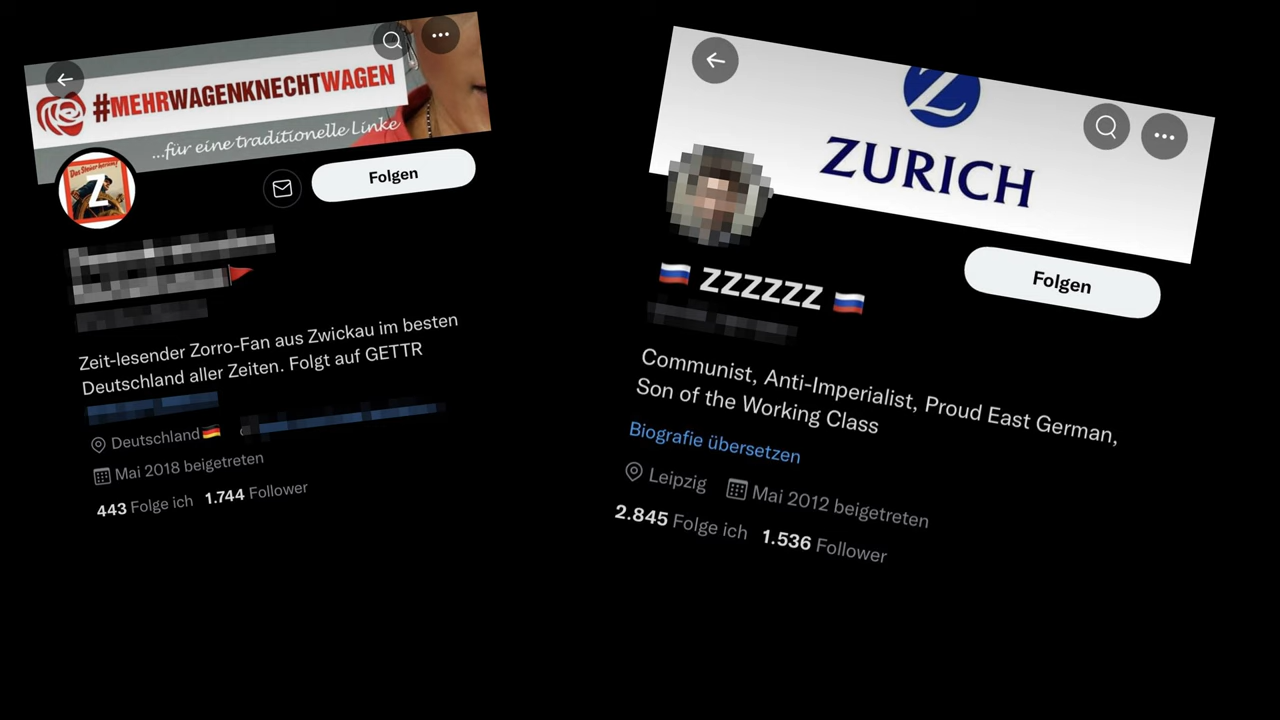 #MEHRWAGENKNECHTWAGEN
...für eine traditionelle Linke
Z
Folgen
Zeit-lesender Zorro-Fan aus Zwickau im besten
Deutschland aller Zeiten. Folgt auf GETTR
Deutschland🇩🇪
Mai 2018 beigetreten
443 Folge ich 1.744 Follower
Z
ZURICH
Folgen
🇷🇺 ZZZZZZ 🇷🇺
Communist, Anti-Imperialist, Proud East German,
Son of the Working Class
Biografie übersetzen
Leipzig Mai 2012 beigetreten
2.845 Folge ich 1.536 Follower